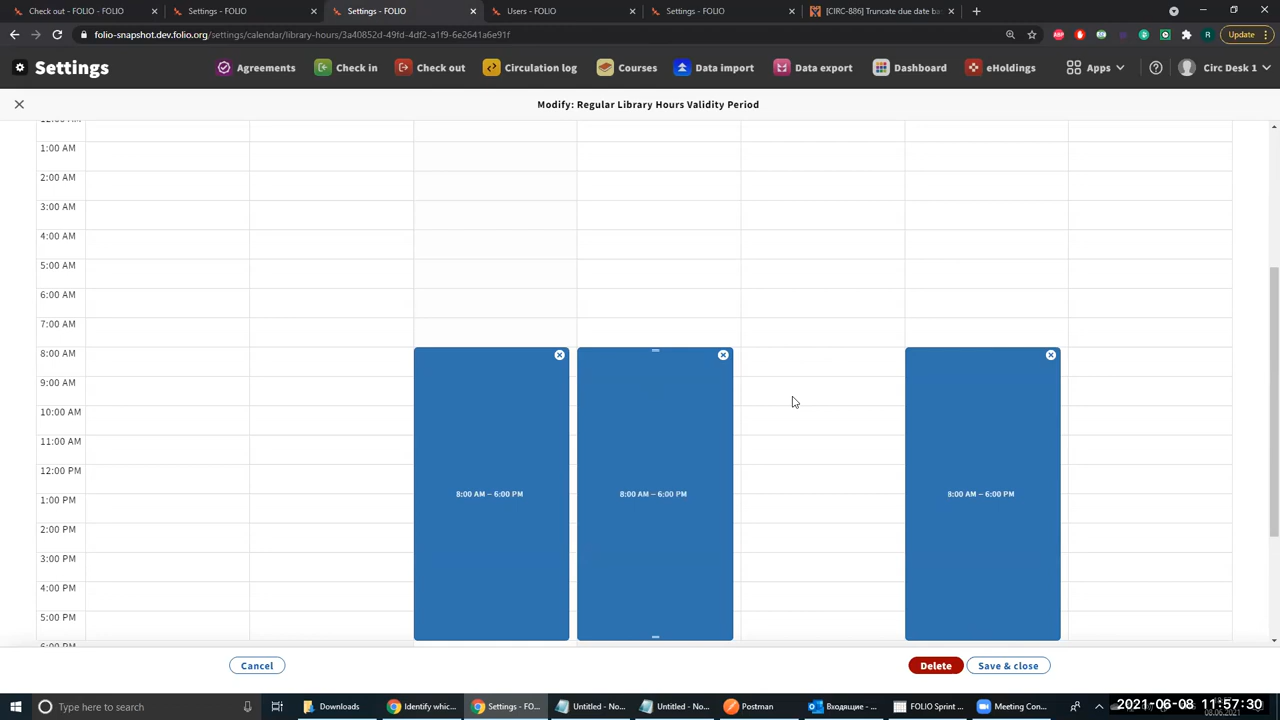 Check out - FOLIO
Settings - FOLIO
Settings - FOLIO
Users - FOLIO
Settings - FOLIO
[CIRC-886] Truncate due date ba
folio-snapshot.dev.folio.org/settings/calendar/library-hours/3a40852d-49fd-4df2-a1f9-6e2641a6e91f
Update
Settings
Agreements
Check in
Check out
Circulation log
Courses
Data import
Data export
Dashboard
eHoldings
Apps
Circ Desk 1
Modify: Regular Library Hours Validity Period
12:00 AM
1:00 AM
2:00 AM
3:00 AM
4:00 AM
5:00 AM
6:00 AM
7:00 AM
8:00 AM
9:00 AM
10:00 AM
11:00 AM
12:00 PM
1:00 PM
2:00 PM
3:00 PM
4:00 PM
5:00 PM
6:00 PM
8:00 AM – 6:00 PM
8:00 AM – 6:00 PM
8:00 AM – 6:00 PM
Cancel
Delete
Save & close
Type here to search
Downloads
Identify whic...
Settings - FO...
Untitled - No...
Untitled - No...
Postman
Входящие - ...
FOLIO Sprint ...
Meeting Con...
2021-06-08 11:57:30